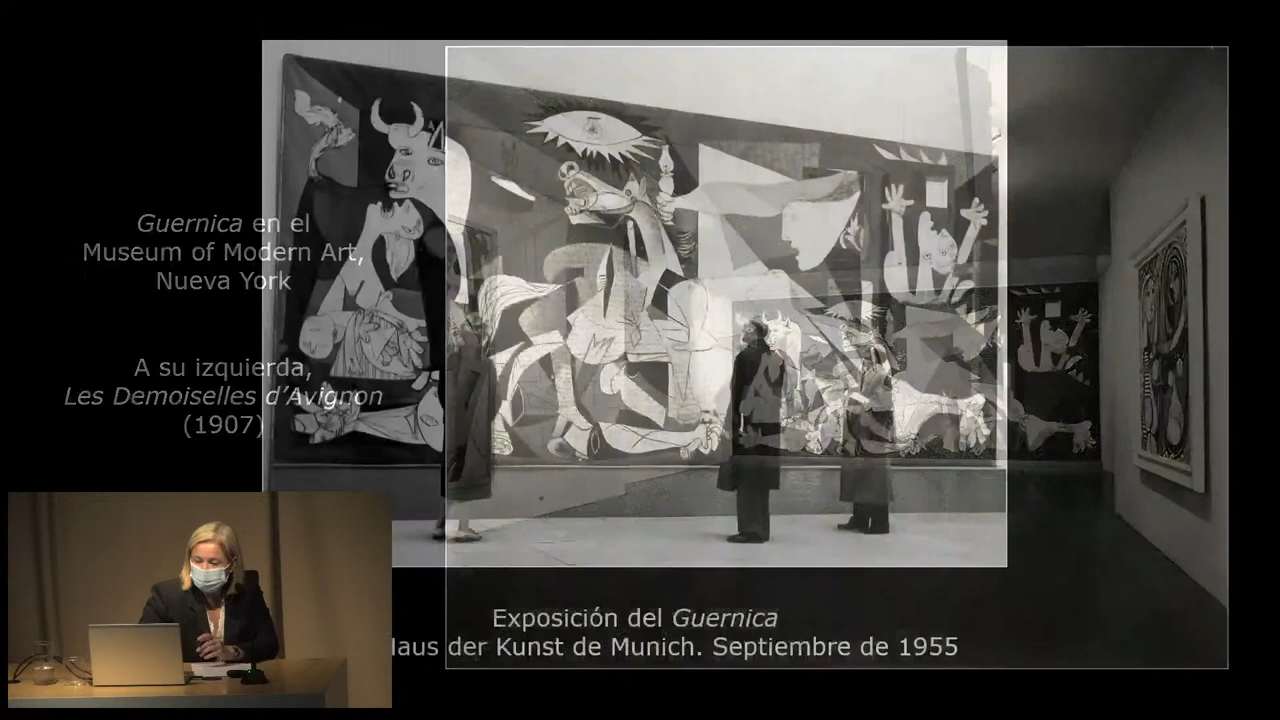 Guernica en el
Museum of Modern Art,
Nueva York
A su izquierda,
Les Demoiselles d’Avignon
(1907)
Exposición del Guernica
der Kunst de Munich. Septiembre de 1955